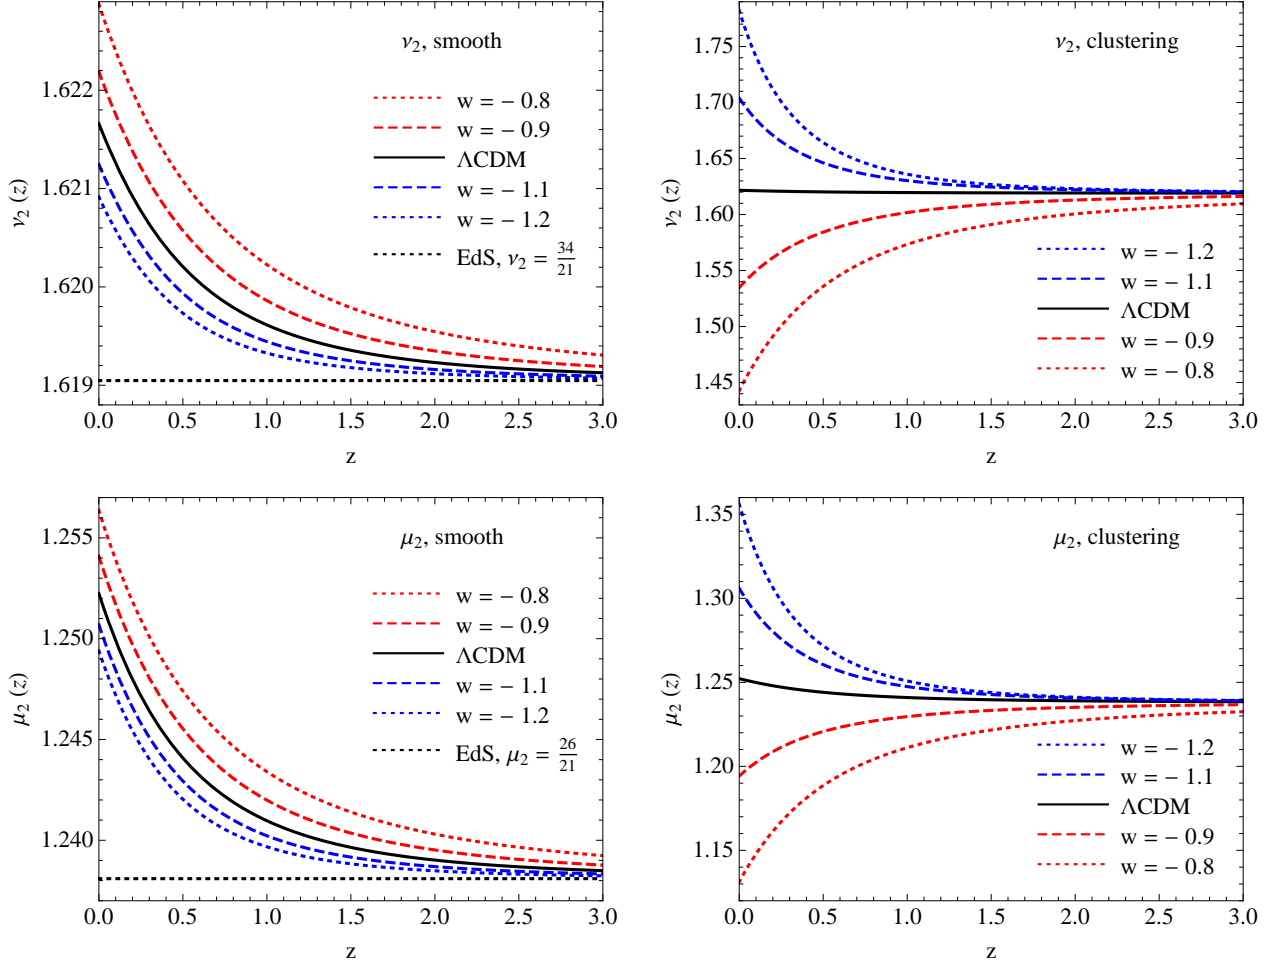 ν₂, smooth
w = − 0.8
w = − 0.9
ΛCDM
w = − 1.1
w = − 1.2
EdS, ν₂ = 34/21
1.622
1.621
1.620
1.619
ν₂ (z)
0.0 0.5 1.0 1.5 2.0 2.5 3.0
z
ν₂, clustering
w = − 1.2
w = − 1.1
ΛCDM
w = − 0.9
w = − 0.8
1.75
1.70
1.65
1.60
1.55
1.50
1.45
ν₂ (z)
0.0 0.5 1.0 1.5 2.0 2.5 3.0
z
μ₂, smooth
w = − 0.8
w = − 0.9
ΛCDM
w = − 1.1
w = − 1.2
EdS, μ₂ = 26/21
1.255
1.250
1.245
1.240
μ₂ (z)
0.0 0.5 1.0 1.5 2.0 2.5 3.0
z
μ₂, clustering
w = − 1.2
w = − 1.1
ΛCDM
w = − 0.9
w = − 0.8
1.35
1.30
1.25
1.20
1.15
μ₂ (z)
0.0 0.5 1.0 1.5 2.0 2.5 3.0
z